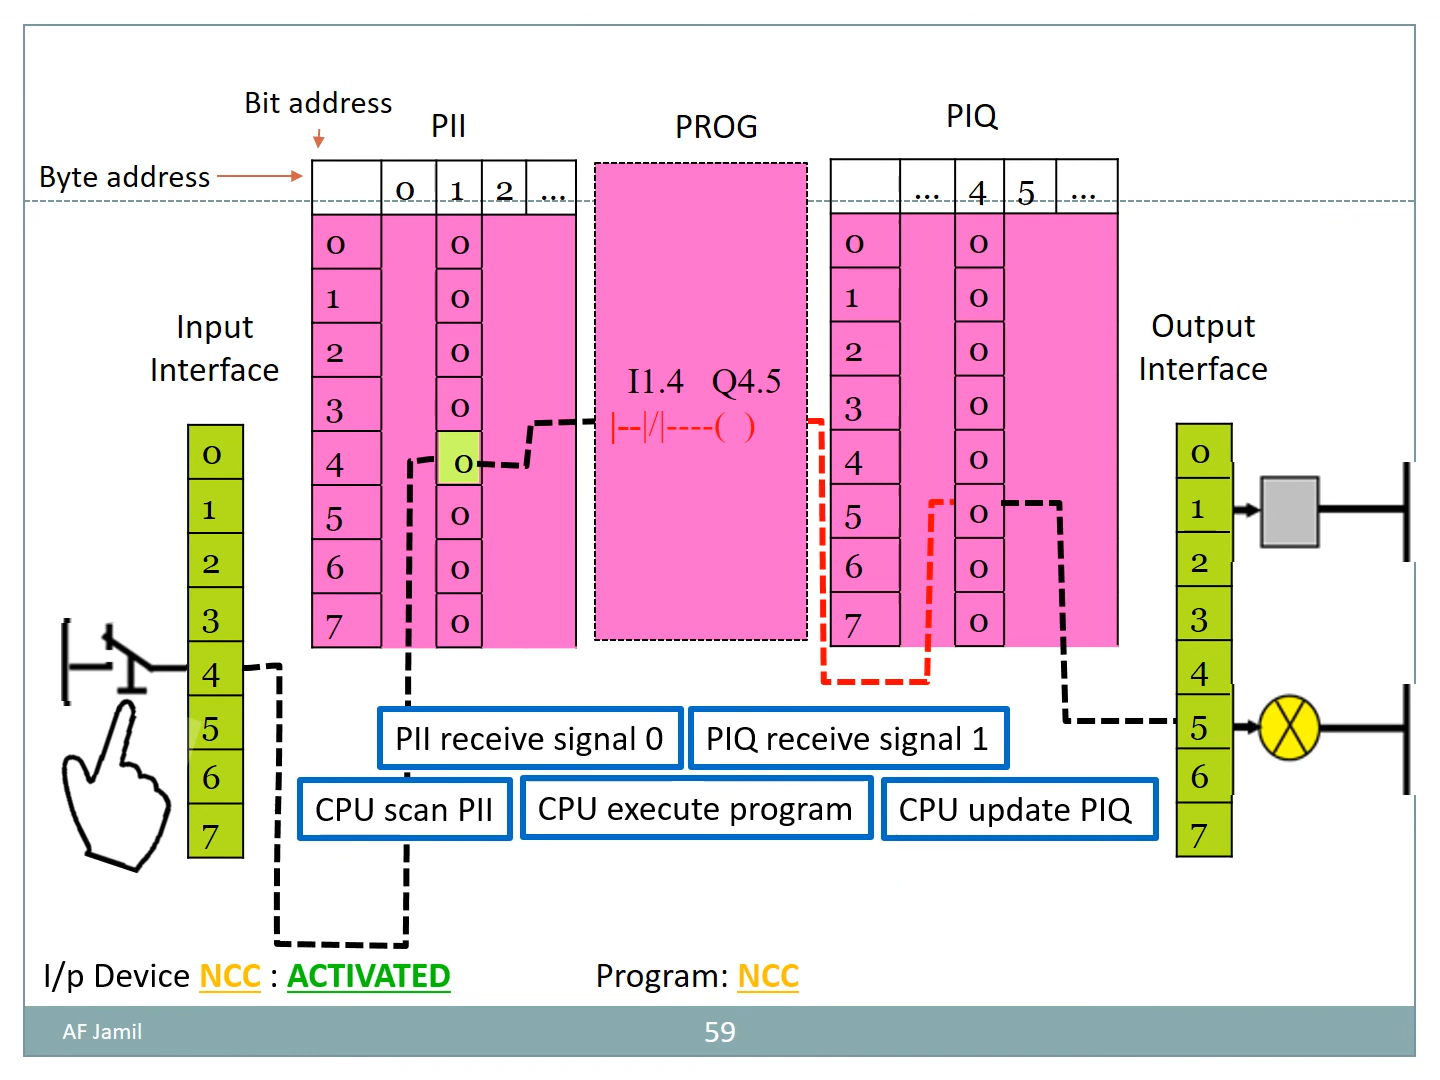 Bit address
PII
PROG
PIQ
Byte address
0 1 2 ...
... 4 5 ...
0 0
1 0
2 0
3 0
4 0
5 0
6 0
7 0
I1.4 Q4.5
|--|/|----( )
0 0
1 0
2 0
3 0
4 0
5 0
6 0
7 0
Input
Interface
0
1
2
3
4
5
6
7
Output
Interface
0
1
2
3
4
5
6
7
PII receive signal 0
PIQ receive signal 1
CPU scan PII
CPU execute program
CPU update PIQ
I/p Device NCC : ACTIVATED
Program: NCC
AF Jamil
59